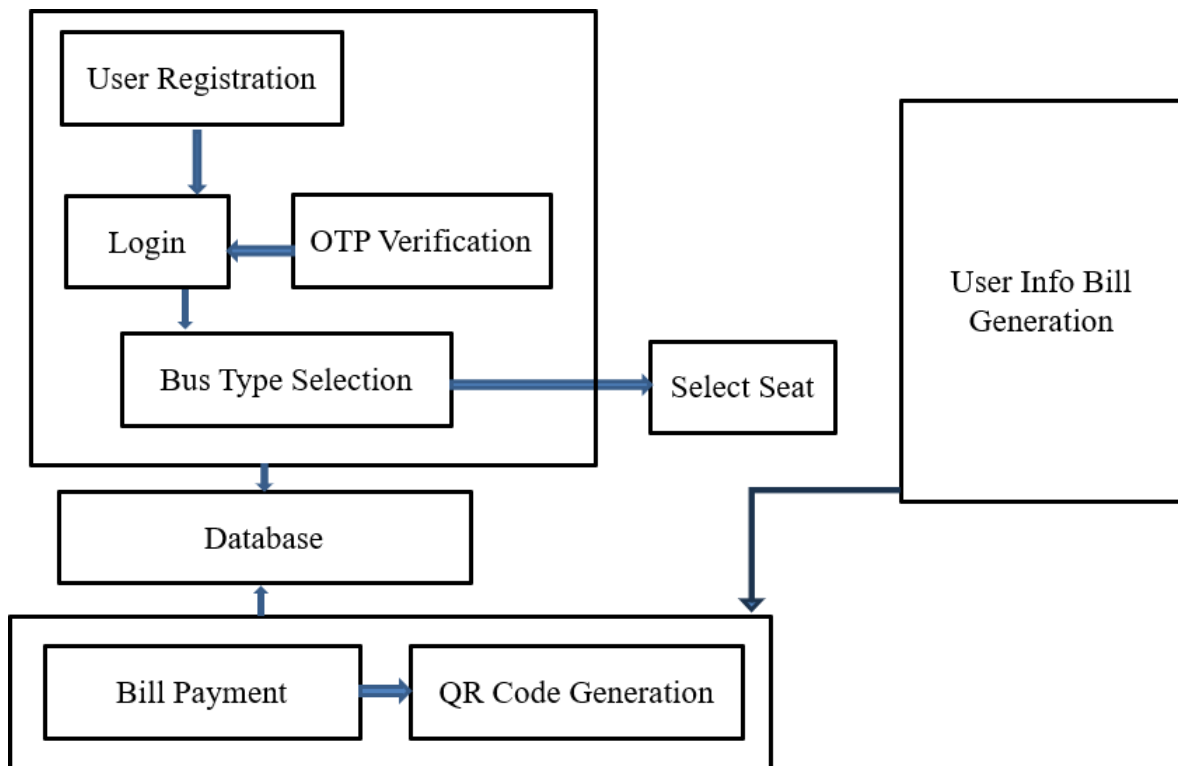 User Registration
Login
OTP Verification
Bus Type Selection
Select Seat
User Info Bill
Generation
Database
Bill Payment
QR Code Generation